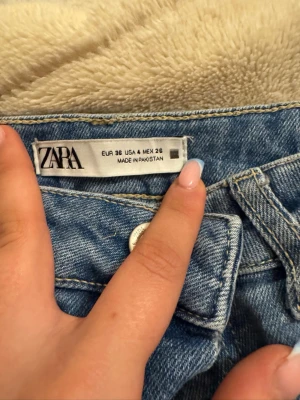 ZARA
EUR 36 USA 4 MEX 26
MADE IN PAKISTAN